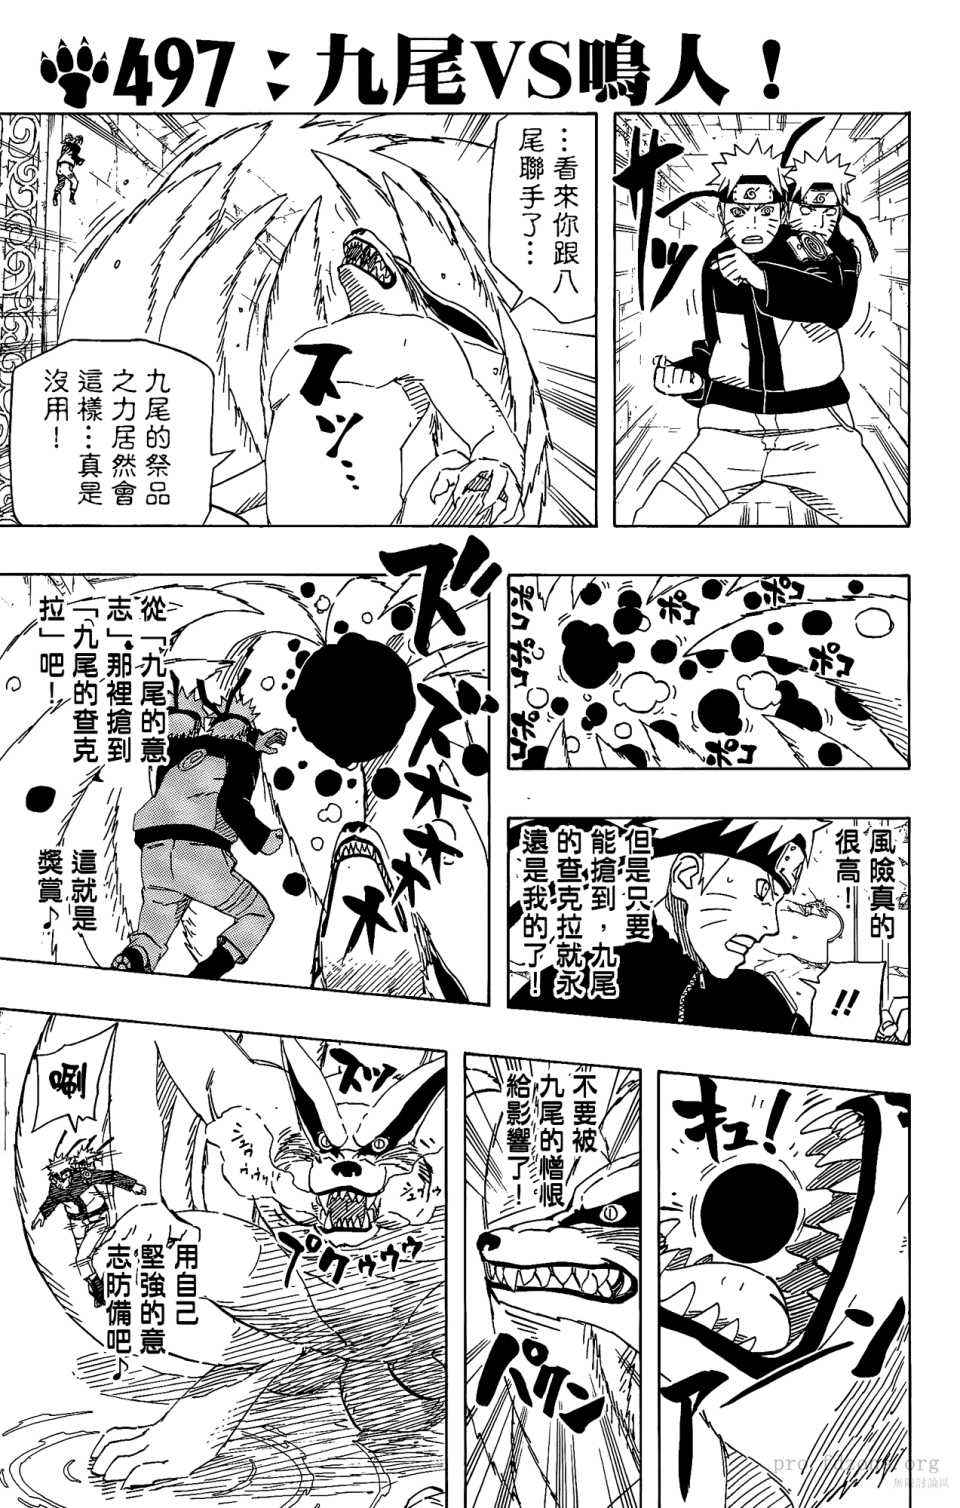 497：九尾VS鳴人！
ズッ
…看來你跟八
尾聯手了…
ズッ…
九尾的祭品
之力居然會
這樣…真是
沒用！
ポコ
ポコ
ポコ
ポコ
ポコ
ポコ
ズズオオオオ
從「九尾的意
志」那裡搶到
「九尾的查克
拉」吧！
這就是
獎賞♪
風險真的
很高！
但是只要
能搶到，九尾
的查克拉就永
遠是我的了！
!!
キュ！
アーン
不要被
九尾的憎恨
給影響了！
パクン
ズッ
プクゥゥゥ
用自己
堅強的意
志防備吧♪